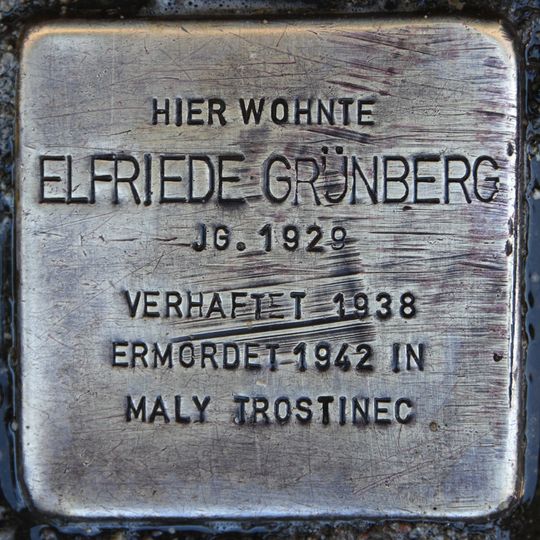 HIER WOHNTE
ELFRIEDE GRÜNBERG
JG. 1929
VERHAFTET 1938
ERMORDET 1942 IN
MALY TROSTINEC